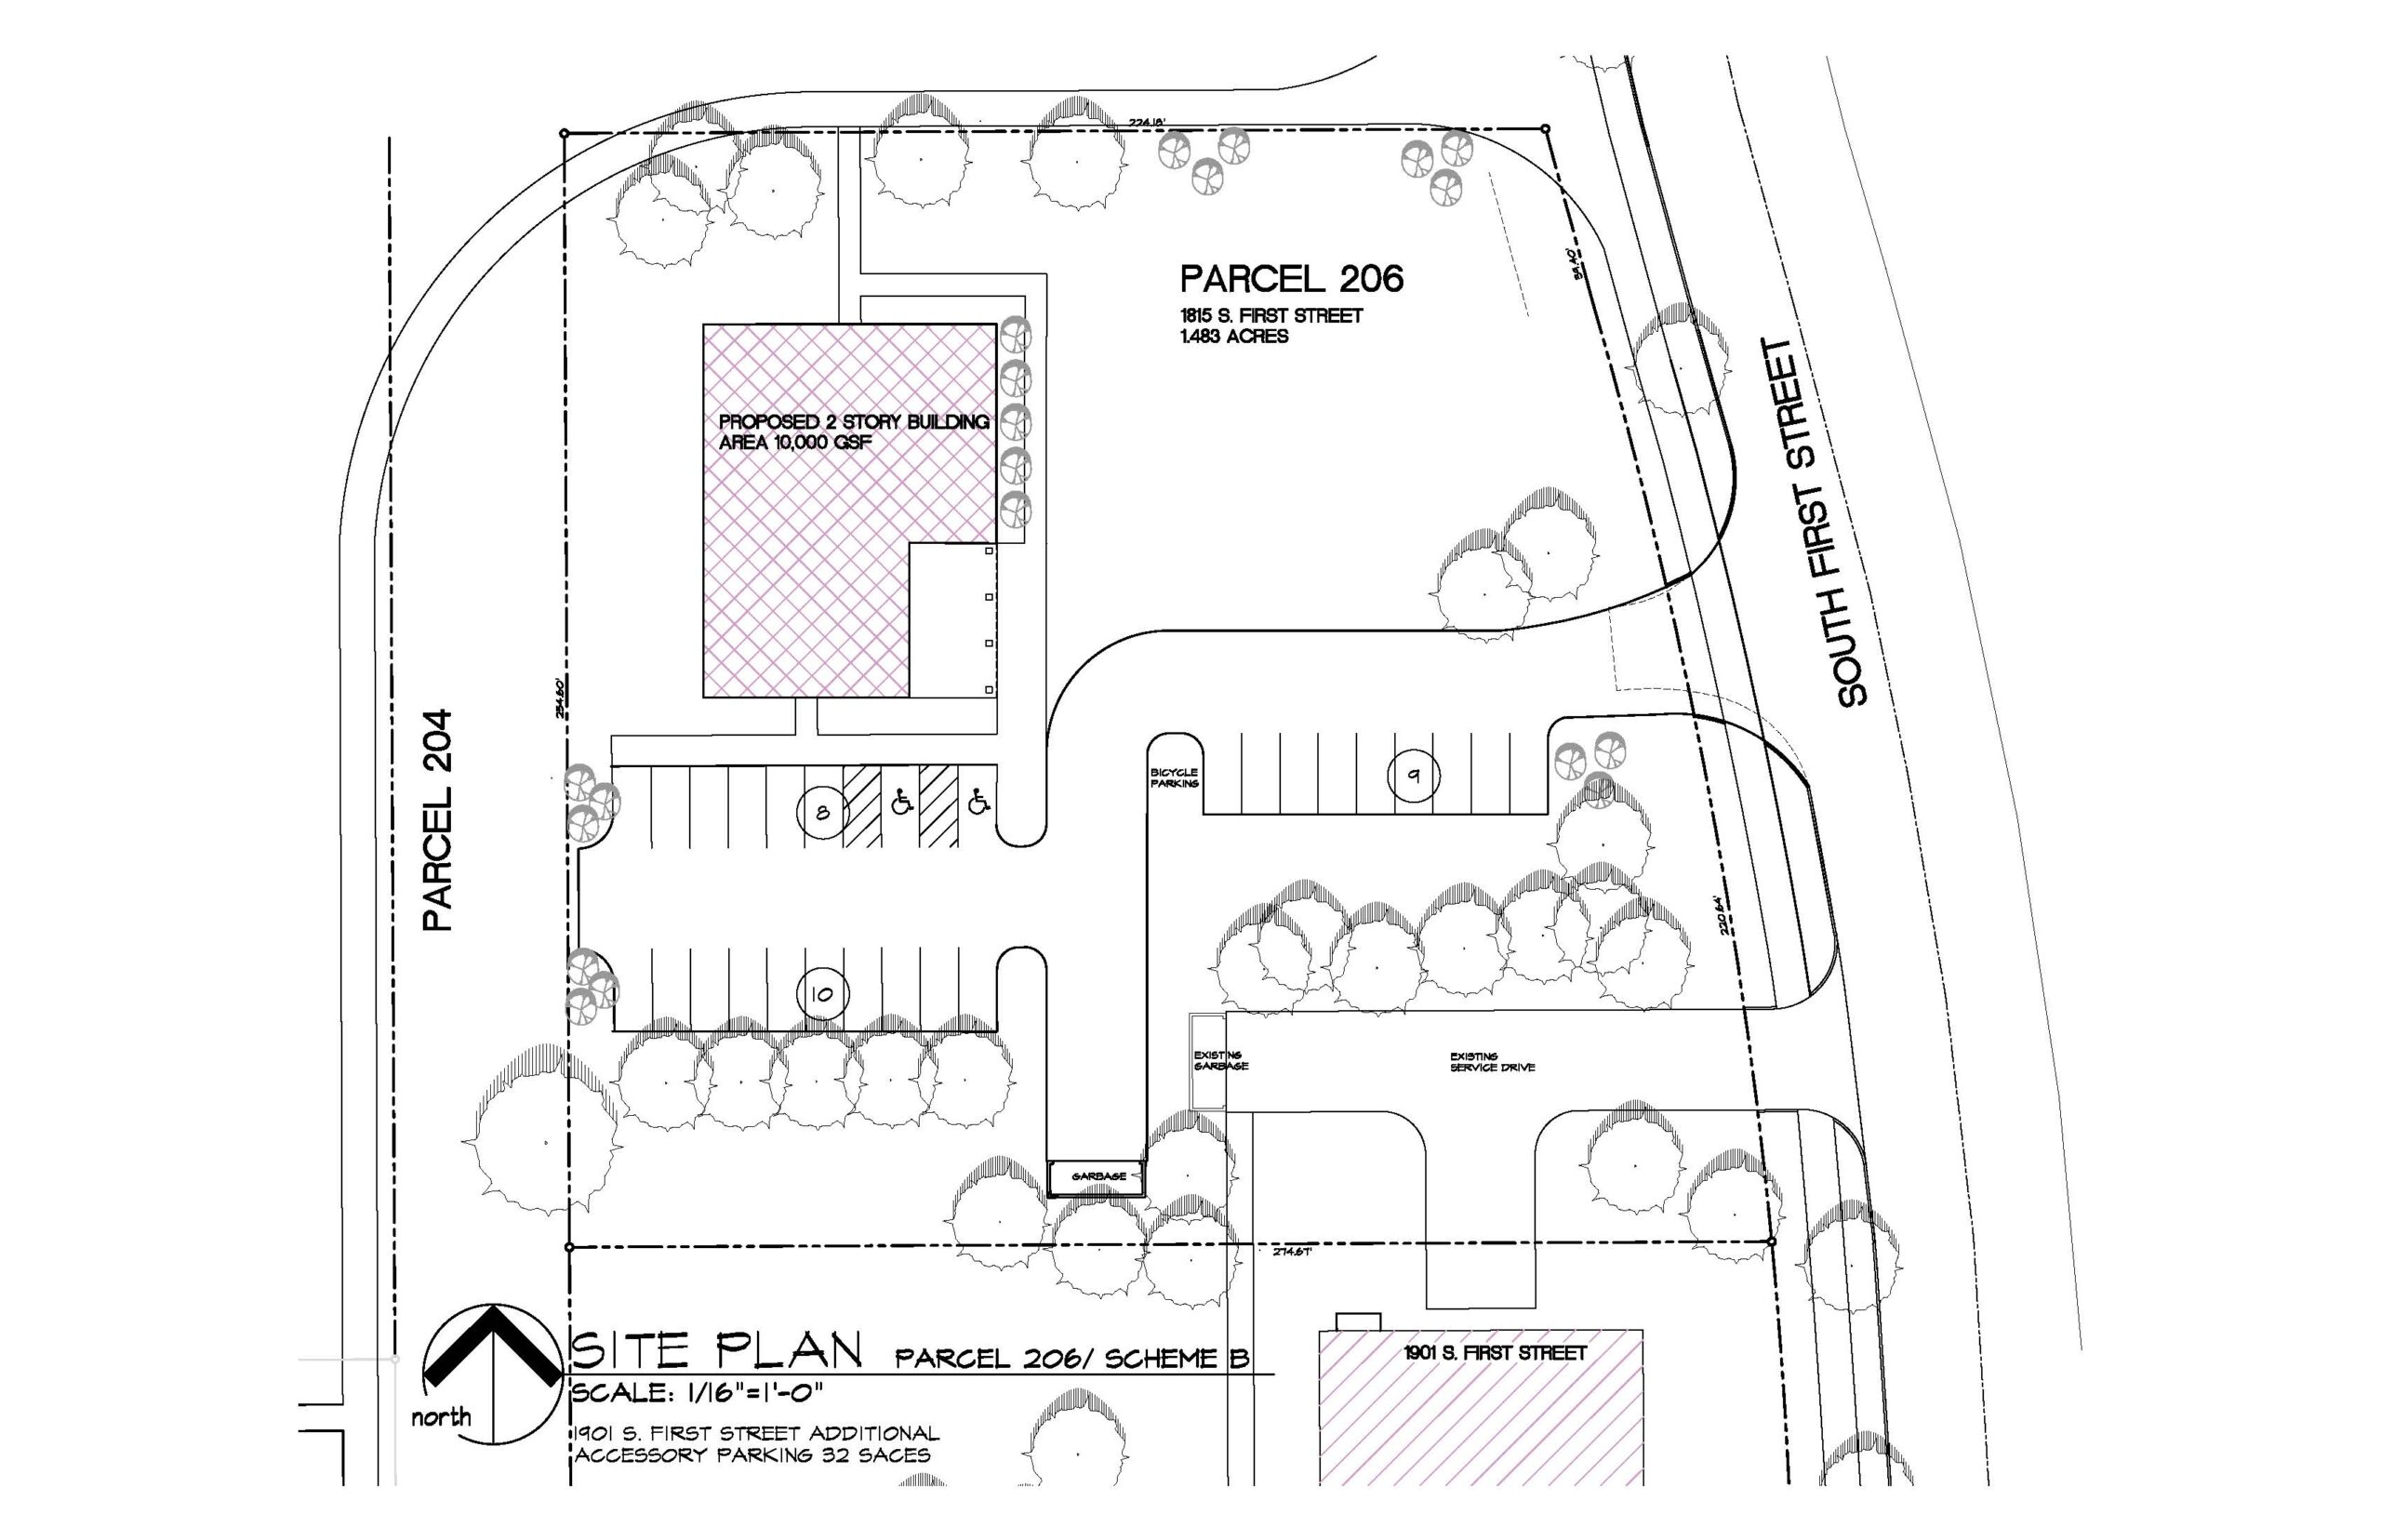 224.18'
PARCEL 206
1815 S. FIRST STREET
1.483 ACRES
SOUTH FIRST STREET
PROPOSED 2 STORY BUILDING
AREA 10,000 GSF
PARCEL 204
BICYCLE
PARKING
9
8
10
220.64'
EXISTING
GARBAGE
EXISTING
SERVICE DRIVE
GARBAGE
274.67'
north
SITE PLAN PARCEL 206/ SCHEME B
SCALE: 1/16"=1'-0"
1901 S. FIRST STREET ADDITIONAL
ACCESSORY PARKING 32 SACES
1901 S. FIRST STREET